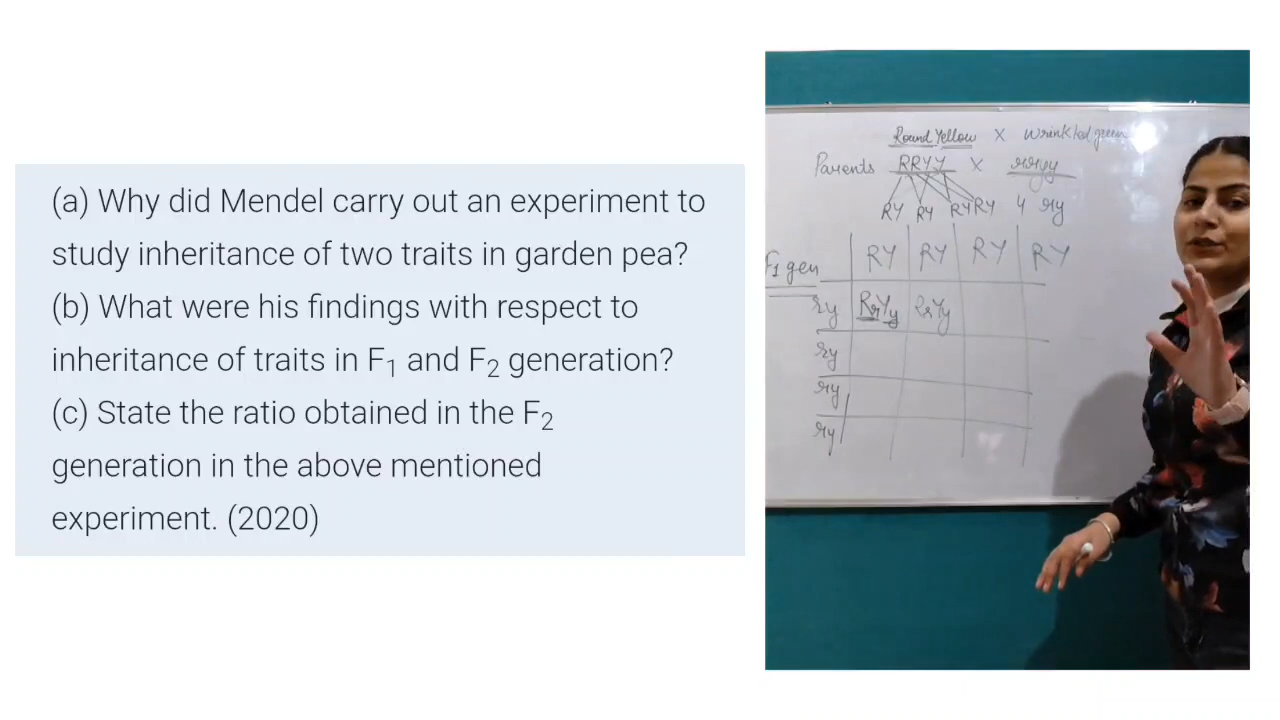 (a) Why did Mendel carry out an experiment to
study inheritance of two traits in garden pea?
(b) What were his findings with respect to
inheritance of traits in F₁ and F₂ generation?
(c) State the ratio obtained in the F₂
generation in the above mentioned
experiment. (2020)
Round Yellow X Wrinkled green
Parents RRYY X rryy
RY RY RY RY 4 ry
F₁ gen RY RY RY RY
ry RrYy RrYy
ry
ry
ry